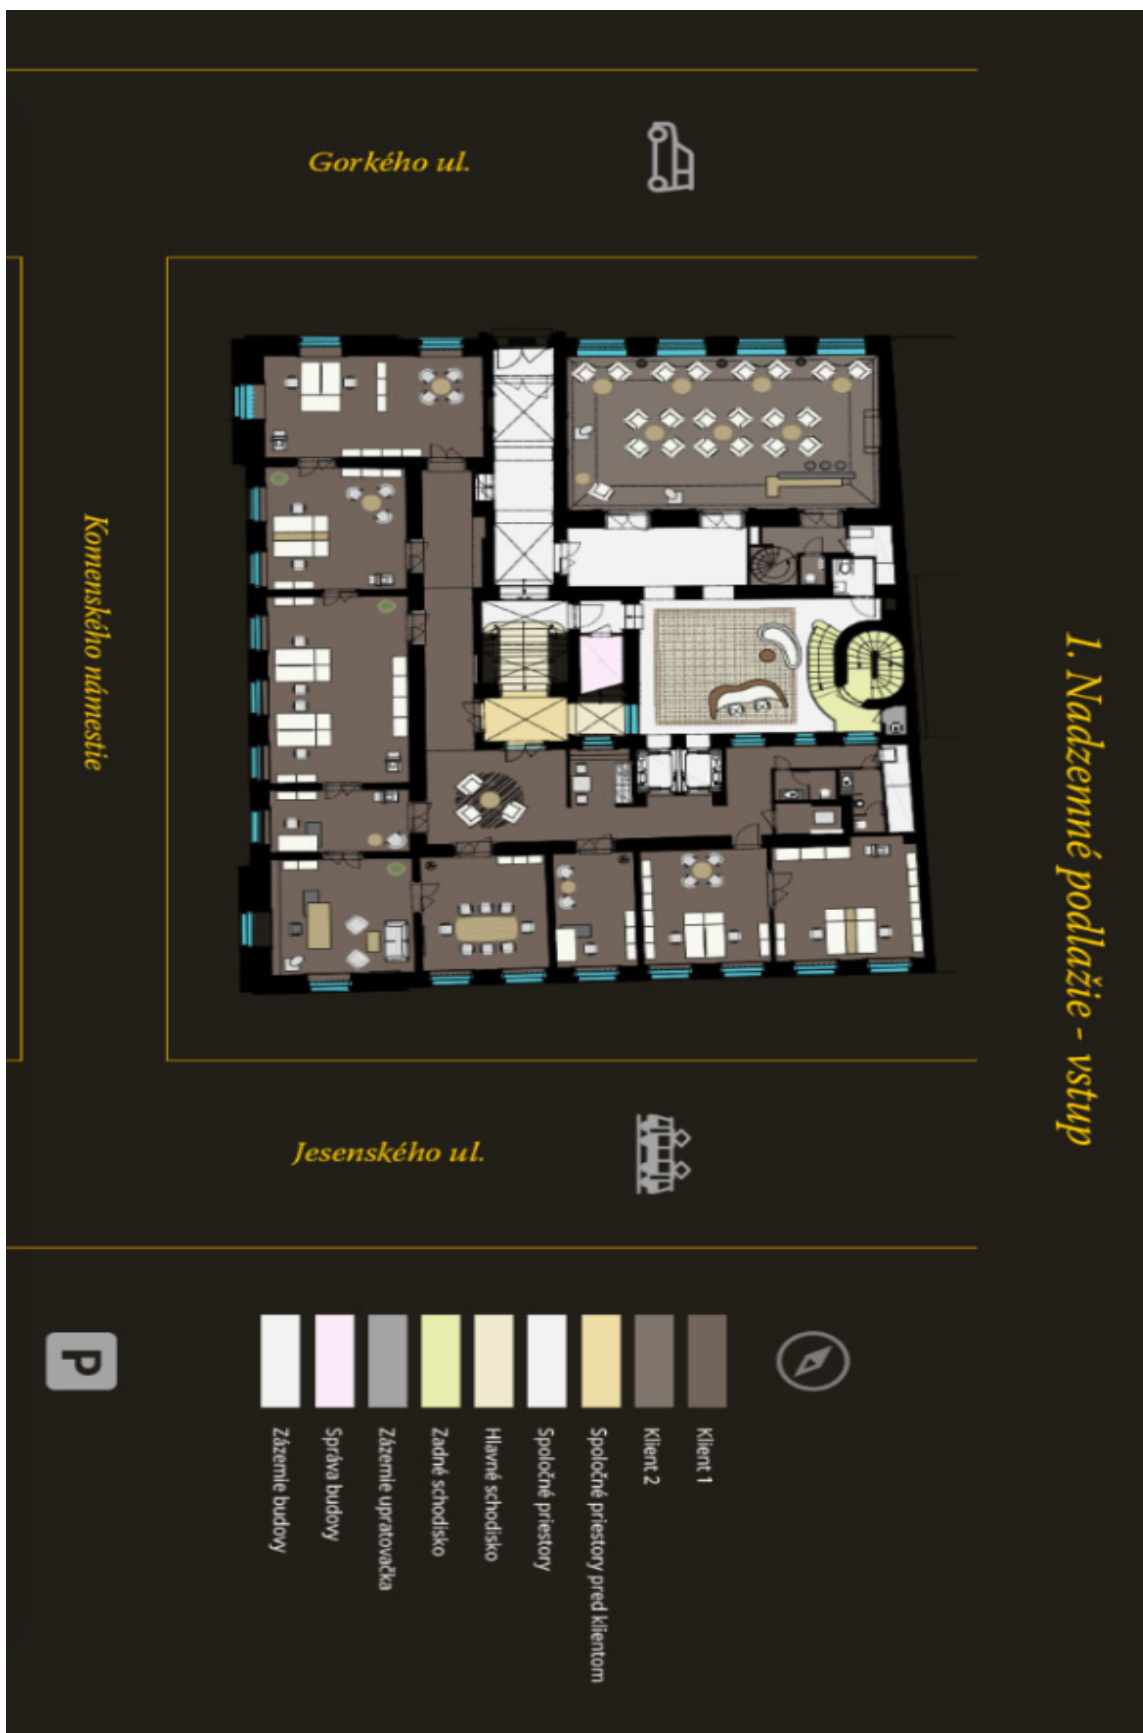 1. Nadzemné podlažie - vstup
Gorkého ul.
Komenského námestie
Jesenského ul.
Klient 1
Klient 2
Spoločné priestory pred klientom
Spoločné priestory
Hlavné schodisko
Zadné schodisko
Zázemie upratovačka
Správa budovy
Zázemie budovy
P